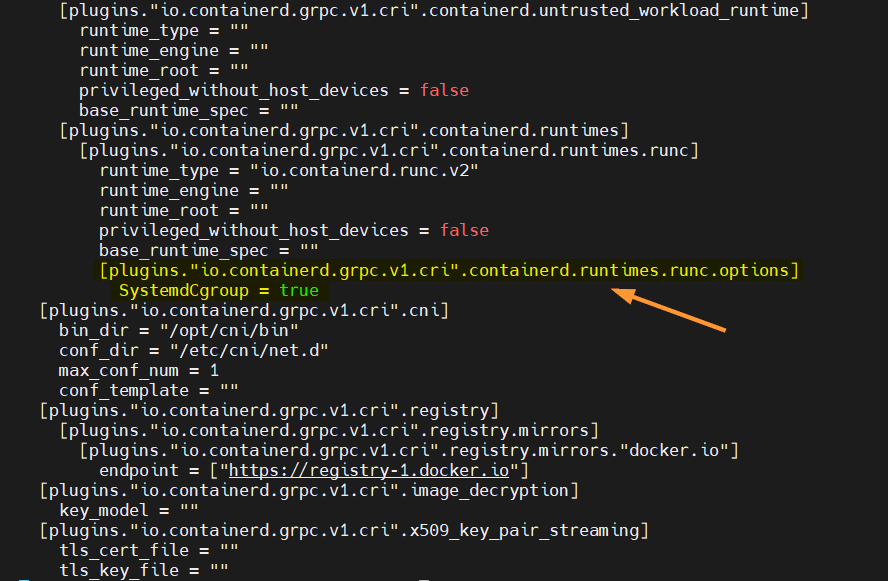 [plugins."io.containerd.grpc.v1.cri".containerd.untrusted_workload_runtime]
runtime_type = ""
runtime_engine = ""
runtime_root = ""
privileged_without_host_devices = false
base_runtime_spec = ""
[plugins."io.containerd.grpc.v1.cri".containerd.runtimes]
[plugins."io.containerd.grpc.v1.cri".containerd.runtimes.runc]
runtime_type = "io.containerd.runc.v2"
runtime_engine = ""
runtime_root = ""
privileged_without_host_devices = false
base_runtime_spec = ""
[plugins."io.containerd.grpc.v1.cri".containerd.runtimes.runc.options]
SystemdCgroup = true
[plugins."io.containerd.grpc.v1.cri".cni]
bin_dir = "/opt/cni/bin"
conf_dir = "/etc/cni/net.d"
max_conf_num = 1
conf_template = ""
[plugins."io.containerd.grpc.v1.cri".registry]
[plugins."io.containerd.grpc.v1.cri".registry.mirrors]
[plugins."io.containerd.grpc.v1.cri".registry.mirrors."docker.io"]
endpoint = ["https://registry-1.docker.io"]
[plugins."io.containerd.grpc.v1.cri".image_decryption]
key_model = ""
[plugins."io.containerd.grpc.v1.cri".x509_key_pair_streaming]
tls_cert_file = ""
tls_key_file = ""